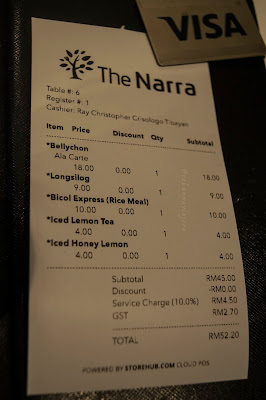 VISA
The Narra
Table #: 6
Register #: 1
Cashier: Ray Christopher Crisologo Tibayan
Item Price Discount Qty Subtotal
*Bellychon
Ala Carte
18.00 0.00 1 18.00
*Longsilog
9.00 0.00 1 9.00
*Bicol Express (Rice Meal)
10.00 0.00 1 10.00
*Iced Lemon Tea
4.00 0.00 1 4.00
*Iced Honey Lemon
4.00 0.00 1 4.00
Subtotal RM45.00
Discount -RM0.00
Service Charge (10.0%) RM4.50
GST RM2.70
TOTAL RM52.20
POWERED BY STOREHUB.COM CLOUD POS